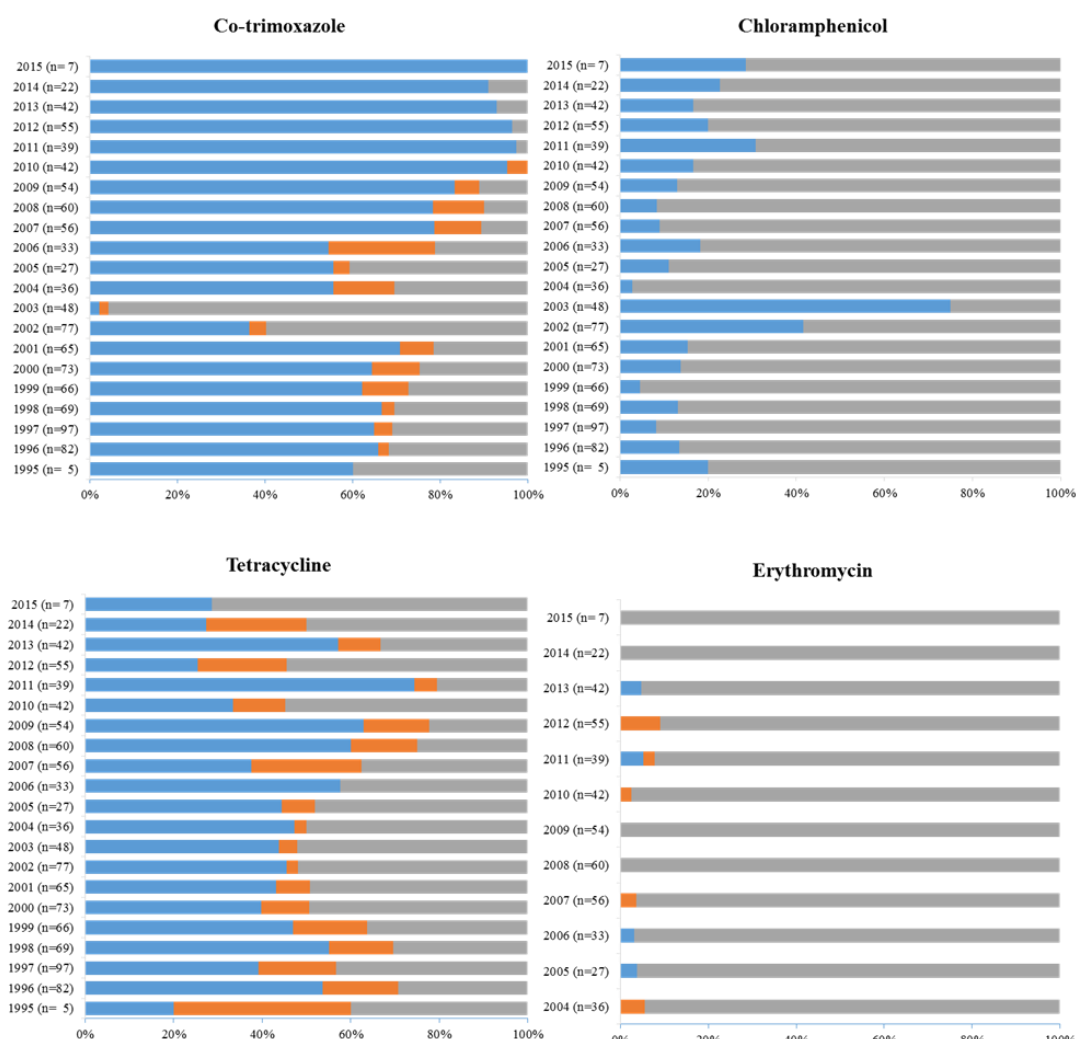 Co-trimoxazole
2015 (n= 7)
2014 (n=22)
2013 (n=42)
2012 (n=55)
2011 (n=39)
2010 (n=42)
2009 (n=54)
2008 (n=60)
2007 (n=56)
2006 (n=33)
2005 (n=27)
2004 (n=36)
2003 (n=48)
2002 (n=77)
2001 (n=65)
2000 (n=73)
1999 (n=66)
1998 (n=69)
1997 (n=97)
1996 (n=82)
1995 (n= 5)
0% 20% 40% 60% 80% 100%
Chloramphenicol
2015 (n= 7)
2014 (n=22)
2013 (n=42)
2012 (n=55)
2011 (n=39)
2010 (n=42)
2009 (n=54)
2008 (n=60)
2007 (n=56)
2006 (n=33)
2005 (n=27)
2004 (n=36)
2003 (n=48)
2002 (n=77)
2001 (n=65)
2000 (n=73)
1999 (n=66)
1998 (n=69)
1997 (n=97)
1996 (n=82)
1995 (n= 5)
0% 20% 40% 60% 80% 100%
Tetracycline
2015 (n= 7)
2014 (n=22)
2013 (n=42)
2012 (n=55)
2011 (n=39)
2010 (n=42)
2009 (n=54)
2008 (n=60)
2007 (n=56)
2006 (n=33)
2005 (n=27)
2004 (n=36)
2003 (n=48)
2002 (n=77)
2001 (n=65)
2000 (n=73)
1999 (n=66)
1998 (n=69)
1997 (n=97)
1996 (n=82)
1995 (n= 5)
0% 20% 40% 60% 80% 100%
Erythromycin
2015 (n= 7)
2014 (n=22)
2013 (n=42)
2012 (n=55)
2011 (n=39)
2010 (n=42)
2009 (n=54)
2008 (n=60)
2007 (n=56)
2006 (n=33)
2005 (n=27)
2004 (n=36)
0% 20% 40% 60% 80% 100%